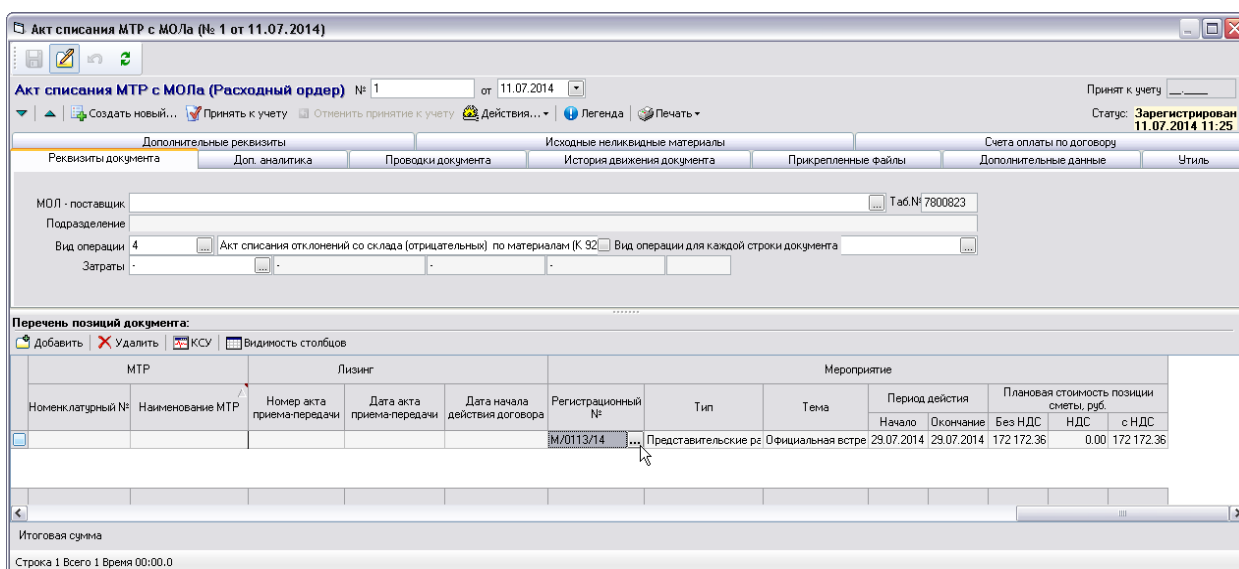 Акт списания МТР с МОЛа (№ 1 от 11.07.2014)
Акт списания МТР с МОЛа (Расходный ордер) № 1 от 11.07.2014 Принят к учету __.____
Создать новый... Принять к учету Отменить принятие к учету Действия... Легенда Печать Статус: Зарегистрирован
11.07.2014 11:25
Дополнительные реквизиты Исходные неликвидные материалы Счета оплаты по договору
Реквизиты документа Доп. аналитика Проводки документа История движения документа Прикрепленные файлы Дополнительные данные Утиль
МОЛ - поставщик ... Таб.№ 7800823
Подразделение
Вид операции 4 ... Акт списания отклонений со склада (отрицательных) по материалам (К 92 Вид операции для каждой строки документа ...
Затраты - ... - - -
Перечень позиций документа:
Добавить Удалить КСУ Видимость столбцов
МТР Лизинг Мероприятие
Номенклатурный № Наименование МТР Номер акта приема-передачи Дата акта приема-передачи Дата начала действия договора Регистрационный № Тип Тема Период действия Плановая стоимость позиции сметы, руб.
Начало Окончание Без НДС НДС с НДС
М/0113/14 ... Представительские ра Официальная встре 29.07.2014 29.07.2014 172 172.36 0.00 172 172.36
Итоговая сумма
Строка 1 Всего 1 Время 00:00.0